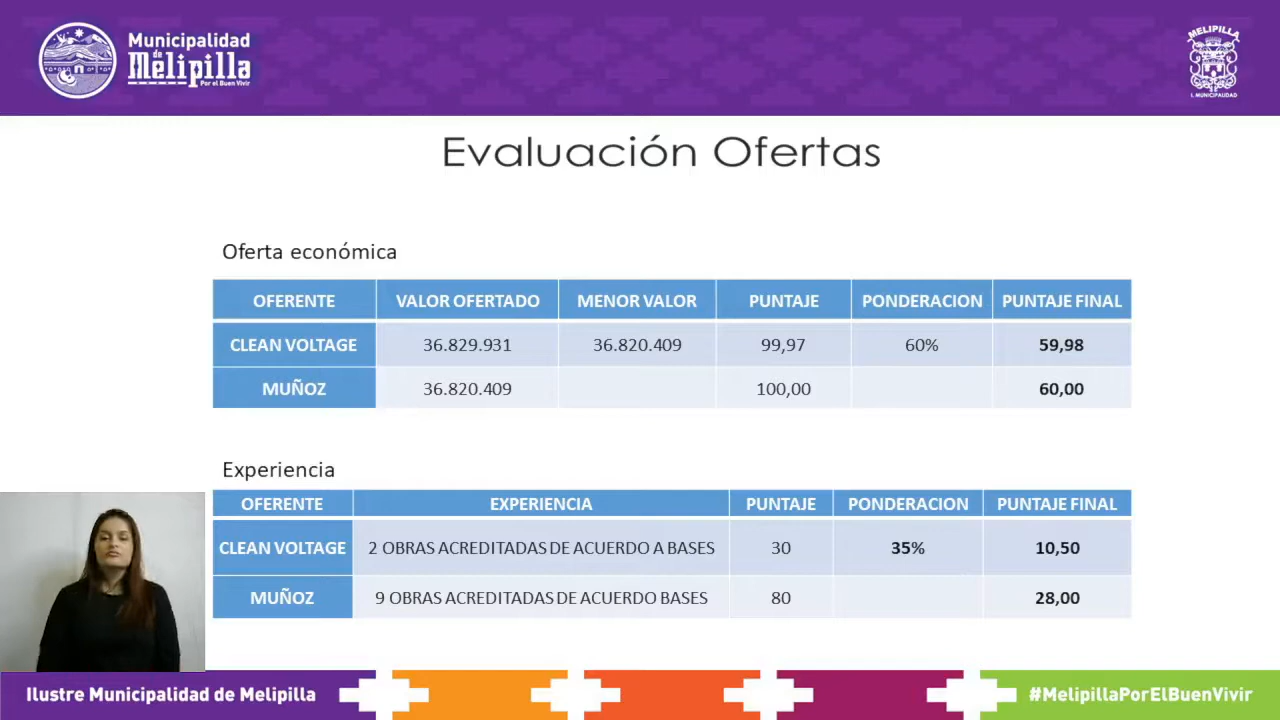 Municipalidad
de
Melipilla
Por el Buen Vivir
MELIPILLA
I. MUNICIPALIDAD
Evaluación Ofertas
Oferta económica
OFERENTE VALOR OFERTADO MENOR VALOR PUNTAJE PONDERACION PUNTAJE FINAL
CLEAN VOLTAGE 36.829.931 36.820.409 99,97 60% 59,98
MUÑOZ 36.820.409 100,00 60,00
Experiencia
OFERENTE EXPERIENCIA PUNTAJE PONDERACION PUNTAJE FINAL
CLEAN VOLTAGE 2 OBRAS ACREDITADAS DE ACUERDO A BASES 30 35% 10,50
MUÑOZ 9 OBRAS ACREDITADAS DE ACUERDO BASES 80 28,00
Ilustre Municipalidad de Melipilla
#MelipillaPorElBuenVivir